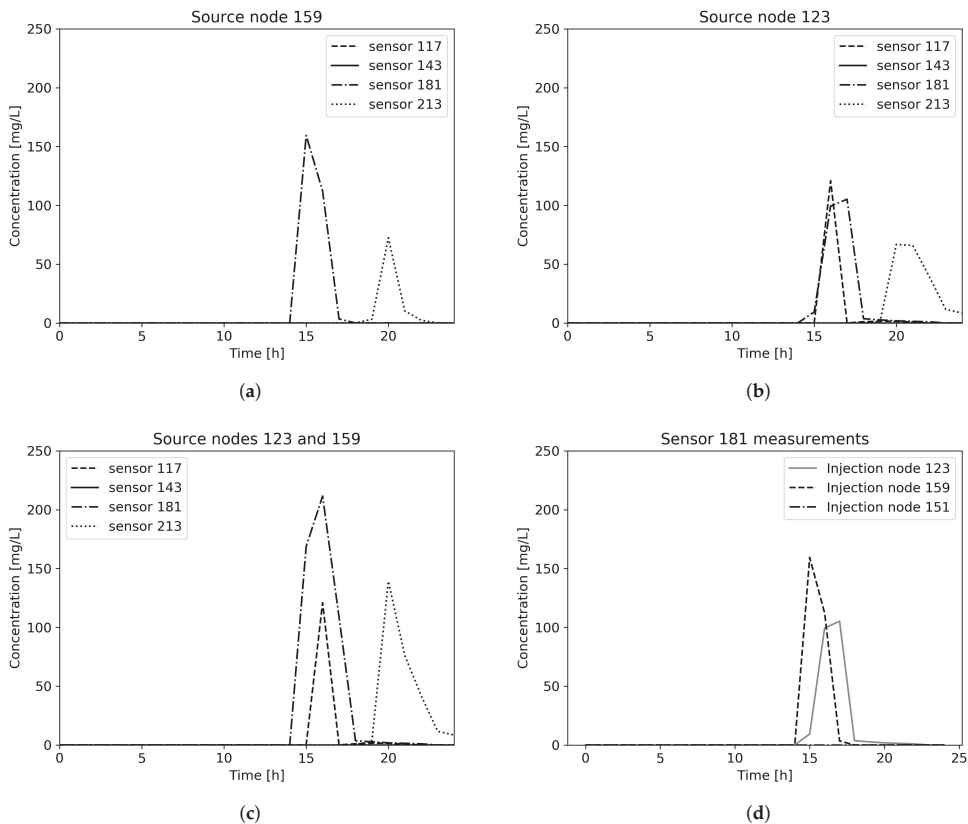 Source node 159
250
200
150
100
50
0
Concentration [mg/L]
sensor 117
sensor 143
sensor 181
sensor 213
0 5 10 15 20
Time [h]
(a)
Source node 123
250
200
150
100
50
0
Concentration [mg/L]
sensor 117
sensor 143
sensor 181
sensor 213
0 5 10 15 20
Time [h]
(b)
Source nodes 123 and 159
250
200
150
100
50
0
Concentration [mg/L]
sensor 117
sensor 143
sensor 181
sensor 213
0 5 10 15 20
Time [h]
(c)
Sensor 181 measurements
250
200
150
100
50
0
Concentration [mg/L]
Injection node 123
Injection node 159
Injection node 151
0 5 10 15 20 25
Time [h]
(d)